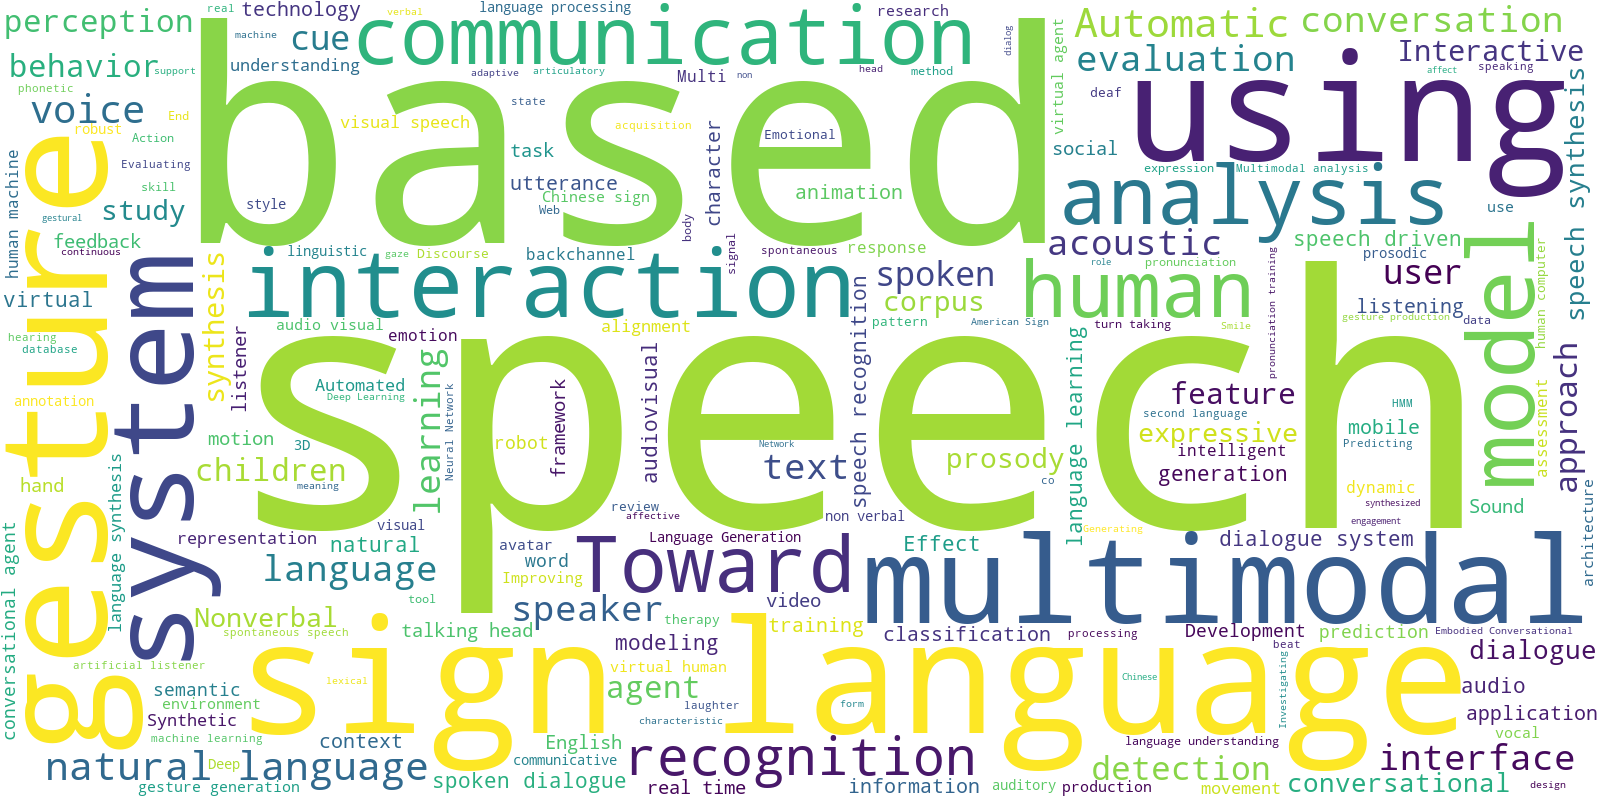 real
technology
verbal
language processing
research
perception
cue
communication
Automatic
conversation
machine
dialog
behavior
support
understanding
adaptive
articulatory
Multi
non
head
method
virtual agent
evaluation
Interactive
affect
speaking
phonetic
voice
End
robust
state
based
using
deaf
visual speech
acquisition
Emotional
Action
Evaluating
task
character
social
speech synthesis
human machine
skill
utterance
Chinese sign
animation
expression
Multimodal analysis
analysis
gestural
study
style
Web
body
use
feedback
continuous
linguistic
gaze
Discourse
backchannel
signal
spontaneous
response
acoustic
speech driven
prosodic
virtual
system
gesture
synthesis
interaction
spoken
role
pronunciation
human
pronunciation training
user
model
human computer
corpus
listening
hearing
database
listener
audio visual
emotion
alignment
pattern
American Sign
turn taking
Smile
gesture production
data
speech
annotation
Automated
Deep Learning
learning
Neural Network
framework
audiovisual
speech recognition
language learning
feature
second language
HMM
mobile
Predicting
assessment
approach
motion
3D
robot
Network
expressive
intelligent
generation
hand
children
meaning
text
prosody
co
dynamic
synthesized
Sound
engagement
conversational agent
language synthesis
representation
visual
natural
review
affective
non verbal
Language Generation
Effect
Generating
dialogue system
architecture
language
avatar
word
Improving
Toward
multimodal
tool
Nonverbal
speaker
video
spontaneous speech
talking head
therapy
modeling
training
classification
processing
Development
beat
prediction
Embodied Conversational
artificial listener
lexical
virtual human
dialogue
semantic
environment
sign language
agent
laughter
characteristic
form
Chinese
Investigating
audio
Synthetic
application
machine learning
context
English
communicative
recognition
language understanding
vocal
natural language
Deep
detection
interface
gesture generation
spoken dialogue
real time
information
auditory
production
movement
conversational
design